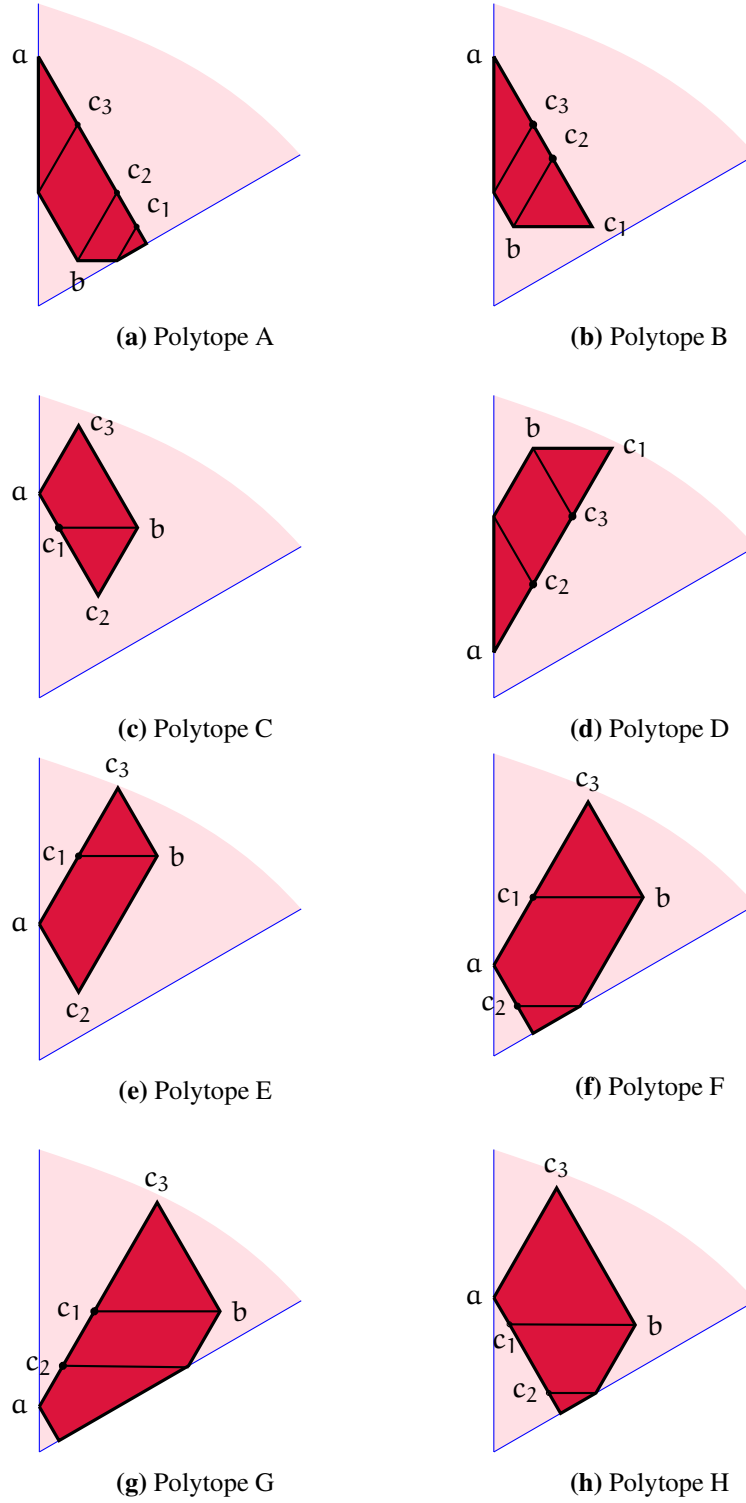 a
c₃
c₂
c₁
b
(a) Polytope A
a
c₃
c₂
c₁
b
(b) Polytope B
c₃
a
c₁
b
c₂
(c) Polytope C
b
c₁
c₃
c₂
a
(d) Polytope D
c₃
c₁
b
a
c₂
(e) Polytope E
c₃
c₁
b
a
c₂
(f) Polytope F
c₃
c₁
b
c₂
a
(g) Polytope G
c₃
a
c₁
b
c₂
(h) Polytope H